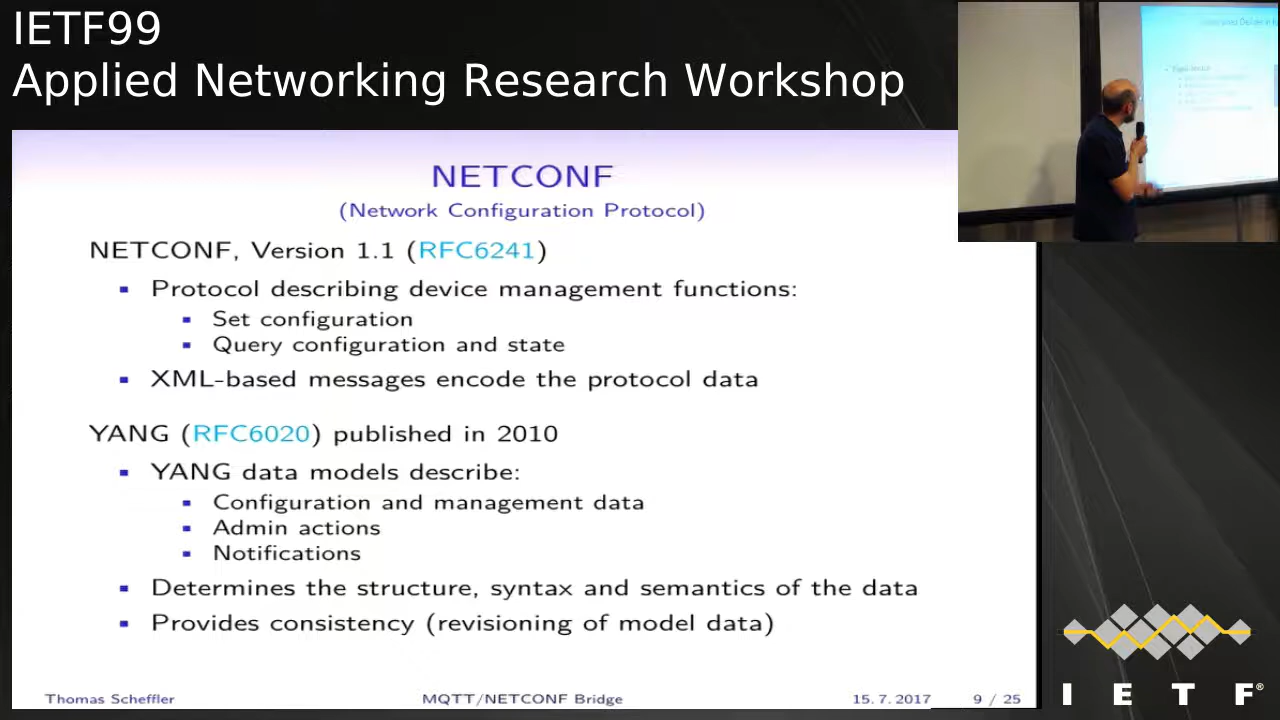 IETF99
Applied Networking Research Workshop
NETCONF
(Network Configuration Protocol)
NETCONF, Version 1.1 (RFC6241)
Protocol describing device management functions:
Set configuration
Query configuration and state
XML-based messages encode the protocol data
YANG (RFC6020) published in 2010
YANG data models describe:
Configuration and management data
Admin actions
Notifications
Determines the structure, syntax and semantics of the data
Provides consistency (revisioning of model data)
Thomas Scheffler MQTT/NETCONF Bridge 15. 7. 2017 9 / 25
I E T F®